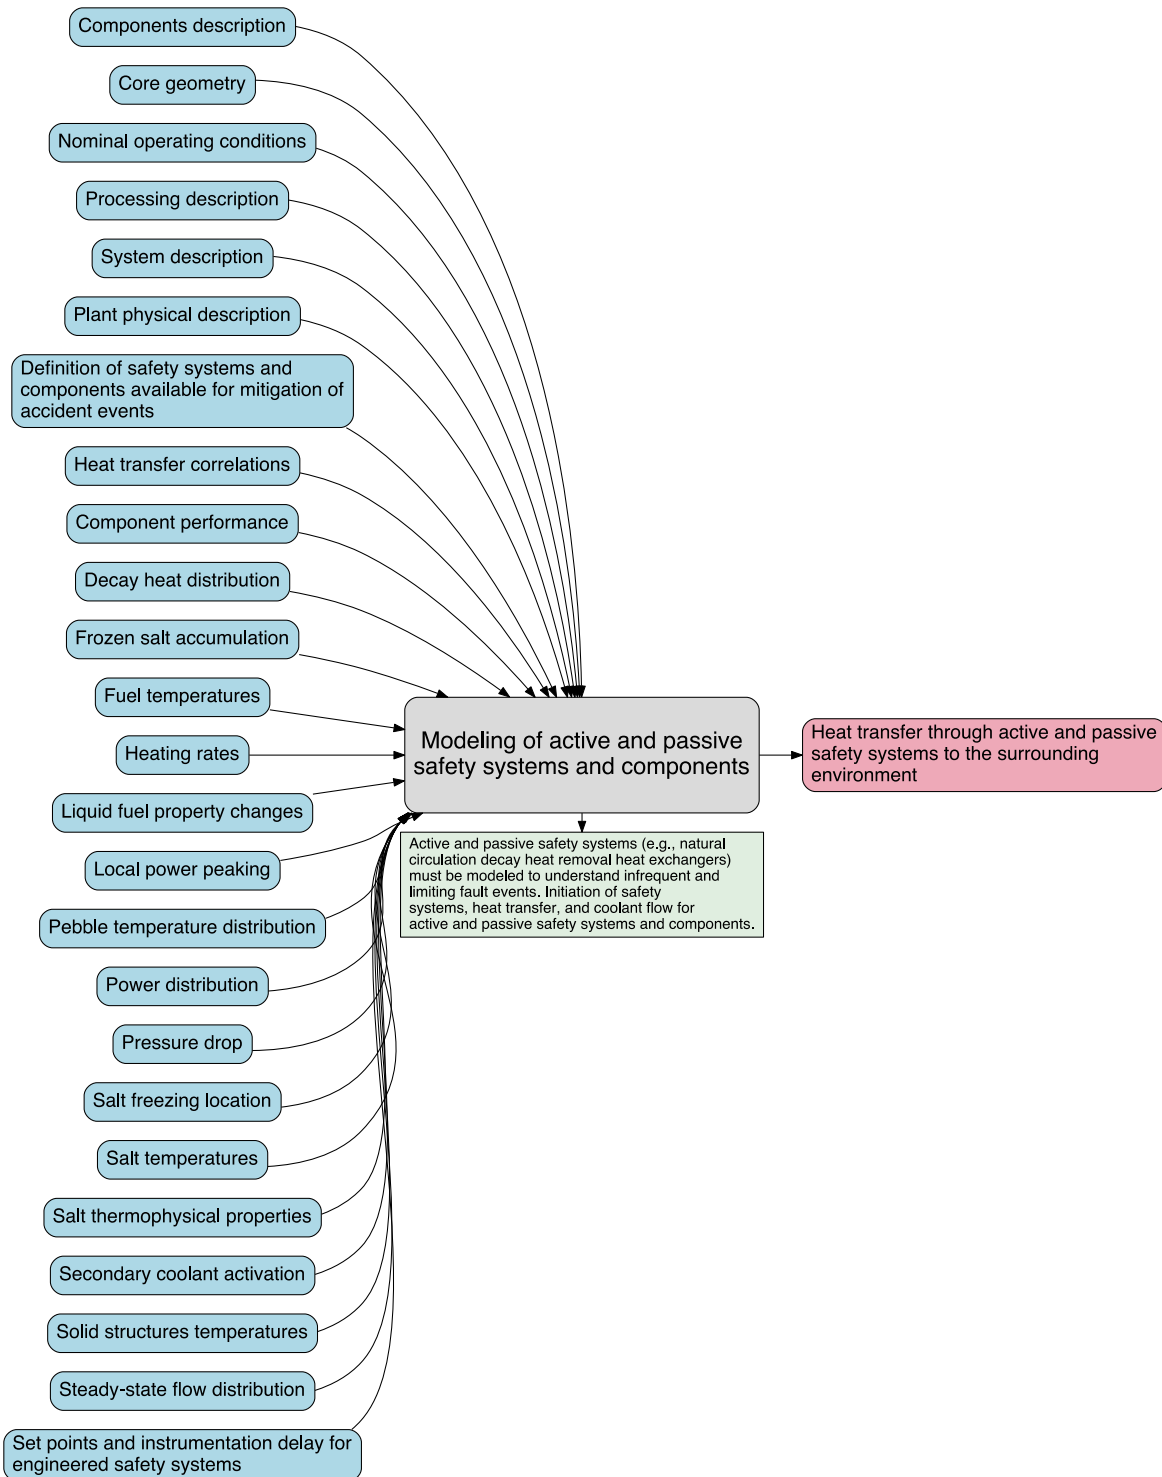 Components description
Core geometry
Nominal operating conditions
Processing description
System description
Plant physical description
Definition of safety systems and
components available for mitigation of
accident events
Heat transfer correlations
Component performance
Decay heat distribution
Frozen salt accumulation
Fuel temperatures
Heating rates
Liquid fuel property changes
Local power peaking
Pebble temperature distribution
Power distribution
Pressure drop
Salt freezing location
Salt temperatures
Salt thermophysical properties
Secondary coolant activation
Solid structures temperatures
Steady-state flow distribution
Set points and instrumentation delay for
engineered safety systems
Modeling of active and passive
safety systems and components
Active and passive safety systems (e.g., natural
circulation decay heat removal heat exchangers)
must be modeled to understand infrequent and
limiting fault events. Initiation of safety
systems, heat transfer, and coolant flow for
active and passive safety systems and components.
Heat transfer through active and passive
safety systems to the surrounding
environment